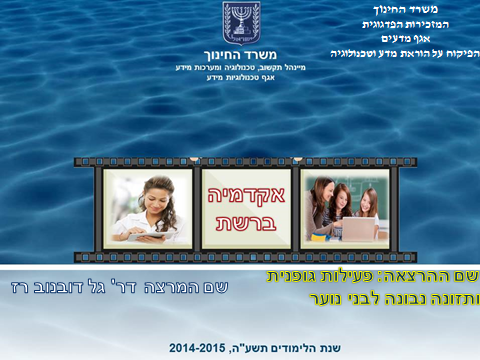 משרד החינוך
המזכירות הפדגוגית
אגף מדעים
הפיקוח על הוראת מדע וטכנולוגיה
משרד החינוך
מינהל תקשוב, טכנולוגיה ומערכות מידע
אגף טכנולוגיות מידע
אקדמיה
ברשת
שם ההרצאה: פעילות גופנית
ותזונה נבונה לבני נוער
שם המרצה דר' גל דובנוב רז
שנת הלימודים תשע"ה, 2014-2015